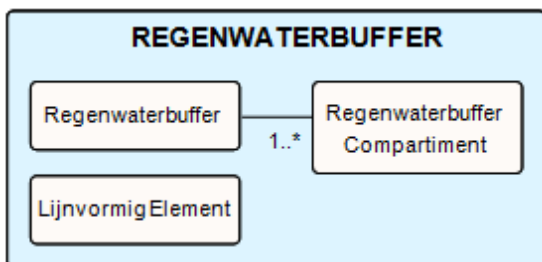 REGENWATERBUFFER
Regenwaterbuffer
1..*
Regenwaterbuffer
Compartiment
LijnvormigElement